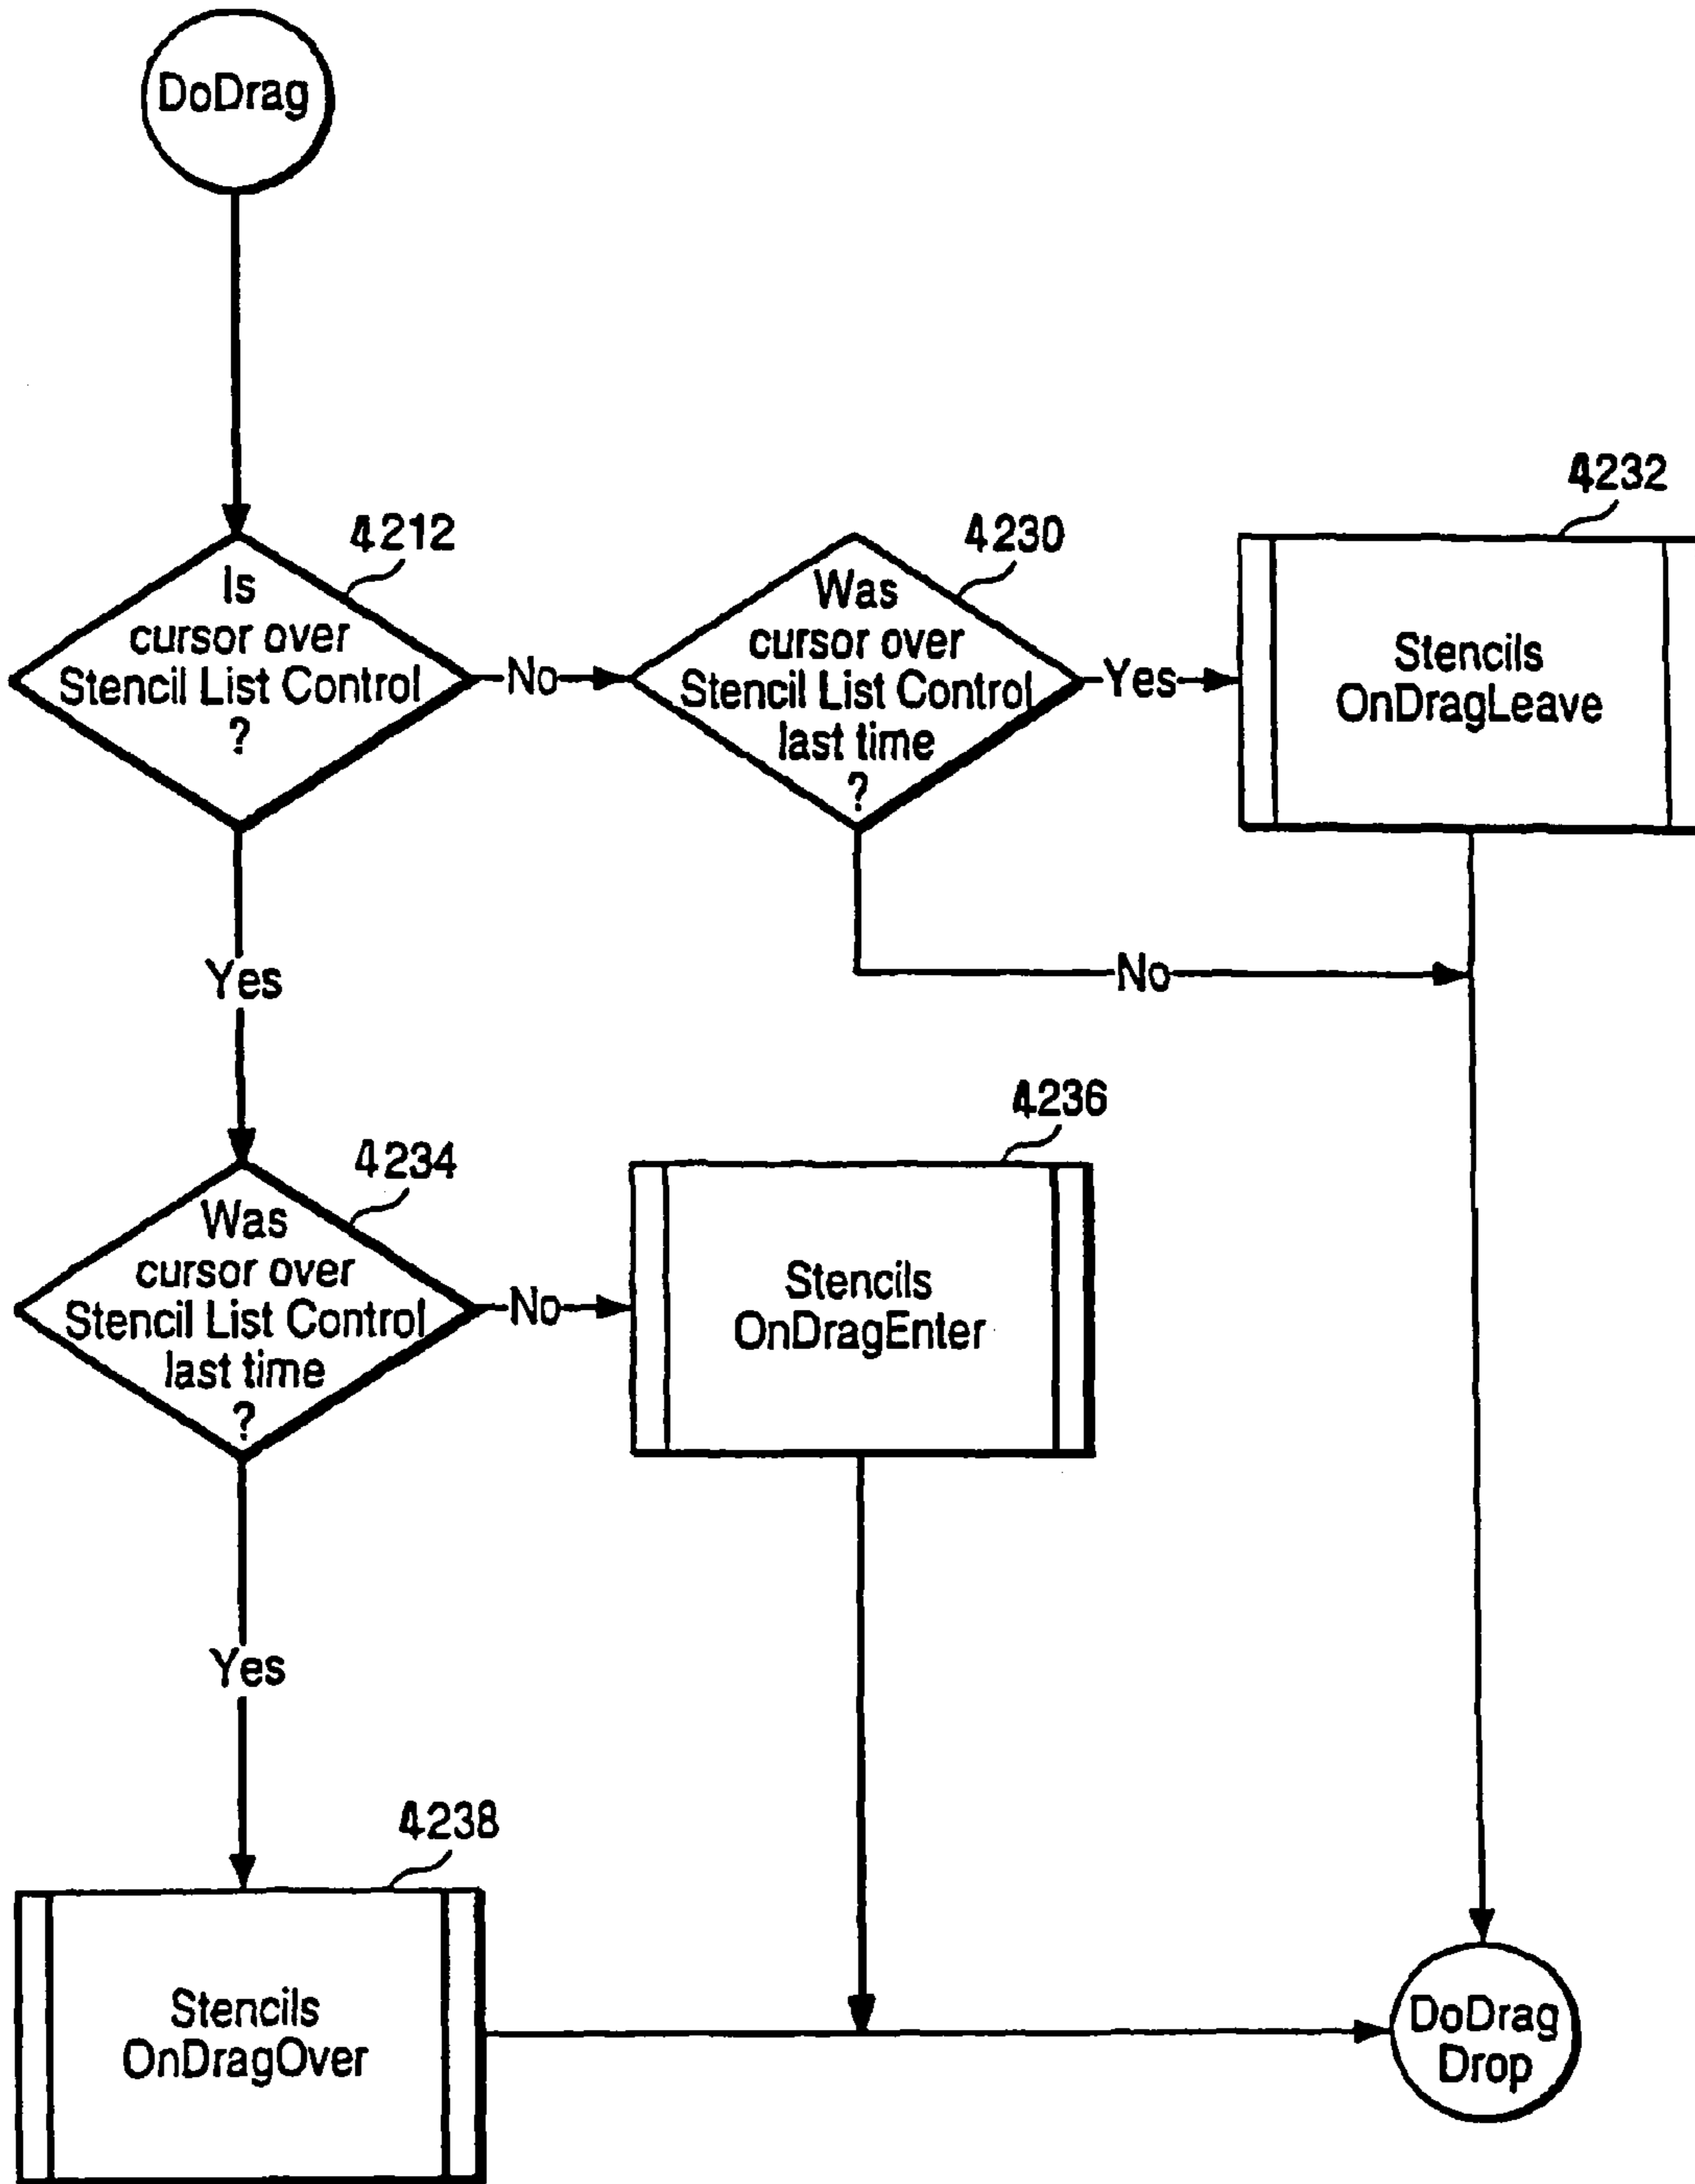 DoDrag
4212
Is
cursor over
Stencil List Control
?
No
4230
Was
cursor over
Stencil List Control
last time
?
Yes
4232
Stencils
OnDragLeave
No
Yes
4234
Was
cursor over
Stencil List Control
last time
?
No
4236
Stencils
OnDragEnter
Yes
4238
Stencils
OnDragOver
DoDrag
Drop